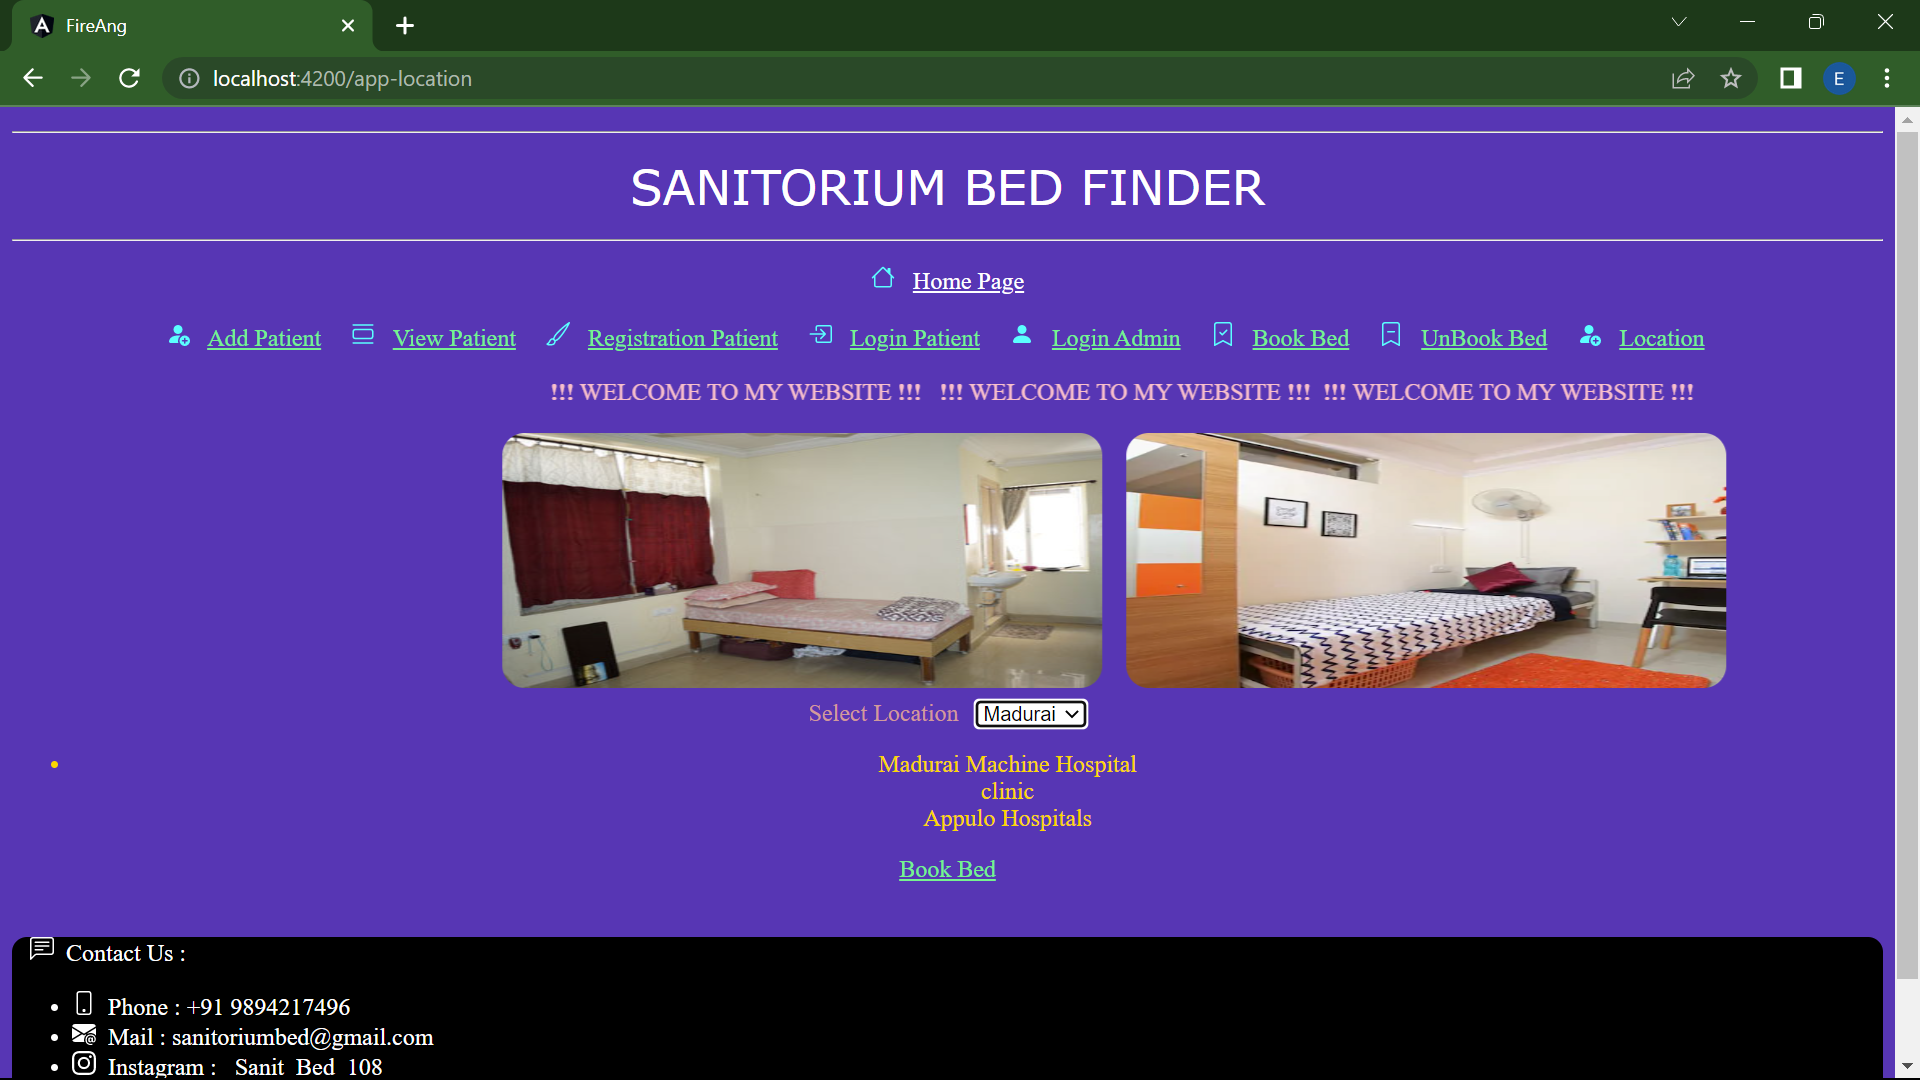 FireAng
localhost:4200/app-location
E
SANITORIUM BED FINDER
Home Page
Add Patient View Patient Registration Patient Login Patient Login Admin Book Bed UnBook Bed Location
!!! WELCOME TO MY WEBSITE !!! !!! WELCOME TO MY WEBSITE !!! !!! WELCOME TO MY WEBSITE !!!
Select Location Madurai
Madurai Machine Hospital
clinic
Appulo Hospitals
Book Bed
Contact Us :
Phone : +91 9894217496
Mail : sanitoriumbed@gmail.com
Instagram : Sanit Bed 108